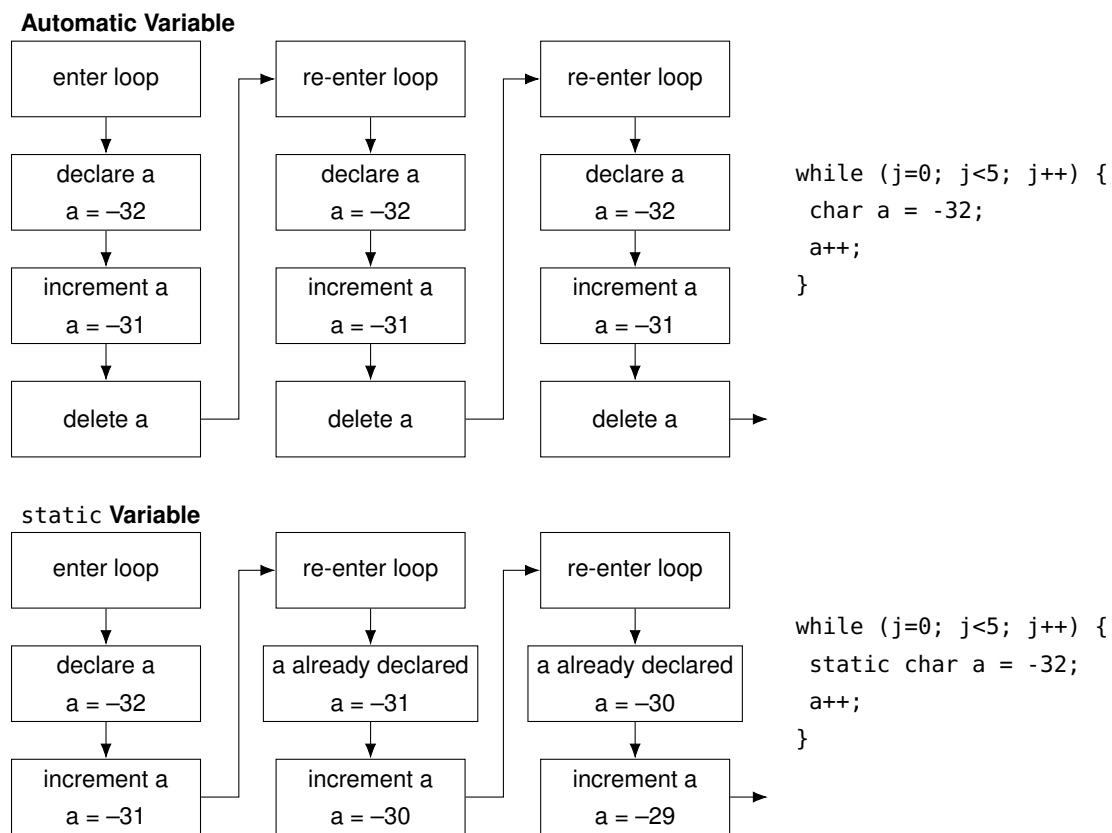 Automatic Variable
enter loop
declare a
a = –32
increment a
a = –31
delete a
re-enter loop
declare a
a = –32
increment a
a = –31
delete a
re-enter loop
declare a
a = –32
increment a
a = –31
delete a
while (j=0; j<5; j++) {
char a = -32;
a++;
}
static Variable
enter loop
declare a
a = –32
increment a
a = –31
re-enter loop
a already declared
a = –31
increment a
a = –30
re-enter loop
a already declared
a = –30
increment a
a = –29
while (j=0; j<5; j++) {
static char a = -32;
a++;
}